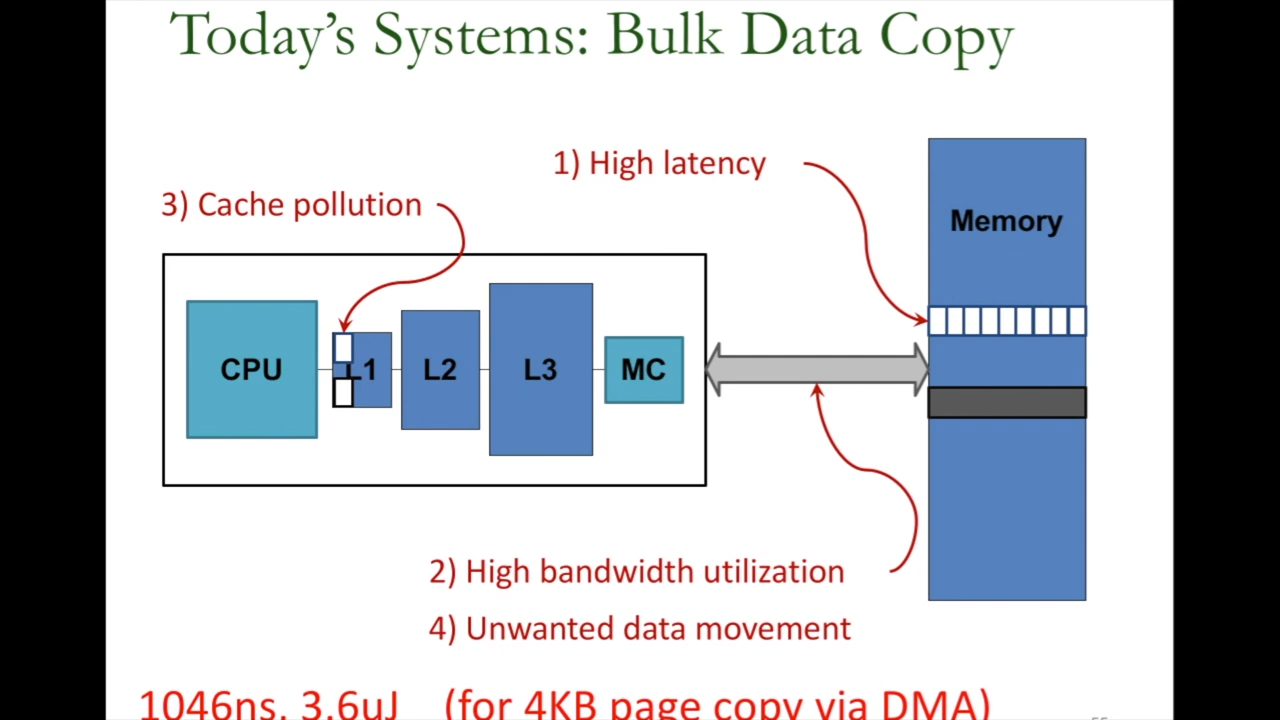 Today's Systems: Bulk Data Copy
1) High latency
3) Cache pollution
Memory
CPU
L1
L2
L3
MC
2) High bandwidth utilization
4) Unwanted data movement
1046ns, 3.6uJ (for 4KB page copy via DMA)